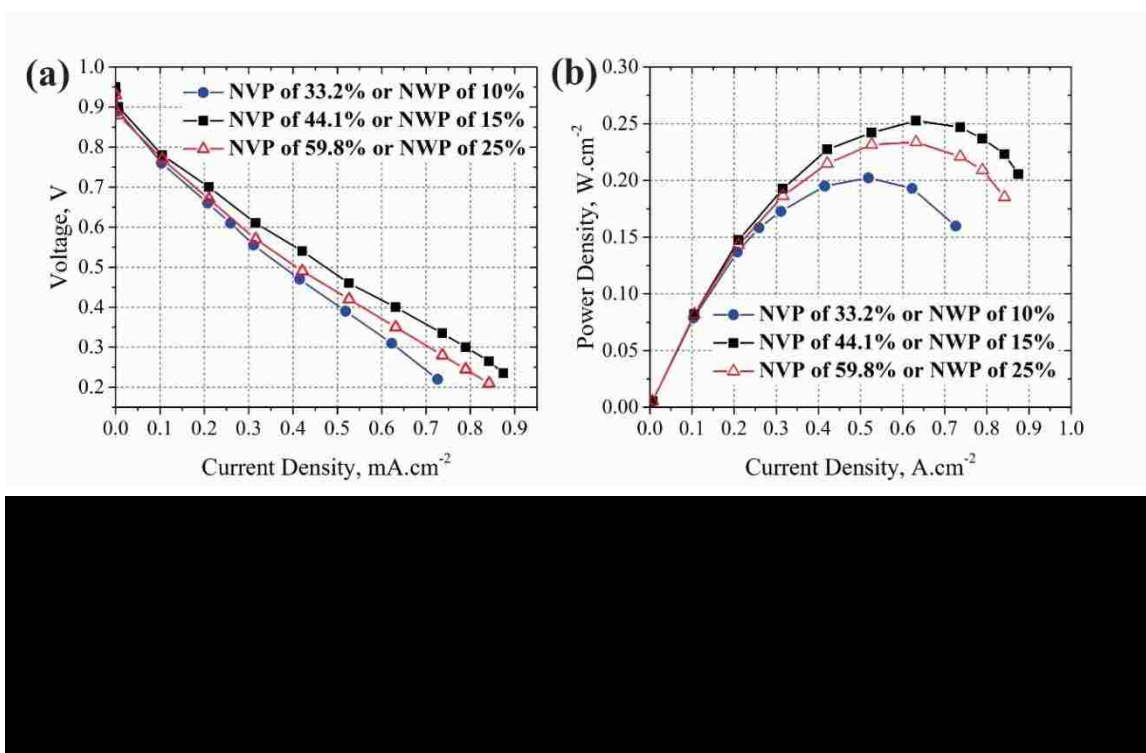 (a)
1.0
0.9
0.8
0.7
0.6
0.5
0.4
0.3
0.2
Voltage, V
NVP of 33.2% or NWP of 10%
NVP of 44.1% or NWP of 15%
NVP of 59.8% or NWP of 25%
0.0 0.1 0.2 0.3 0.4 0.5 0.6 0.7 0.8 0.9
Current Density, mA.cm-2
(b)
0.30
0.25
0.20
0.15
0.10
0.05
0.00
Power Density, W.cm-2
NVP of 33.2% or NWP of 10%
NVP of 44.1% or NWP of 15%
NVP of 59.8% or NWP of 25%
0.0 0.1 0.2 0.3 0.4 0.5 0.6 0.7 0.8 0.9 1.0
Current Density, A.cm-2